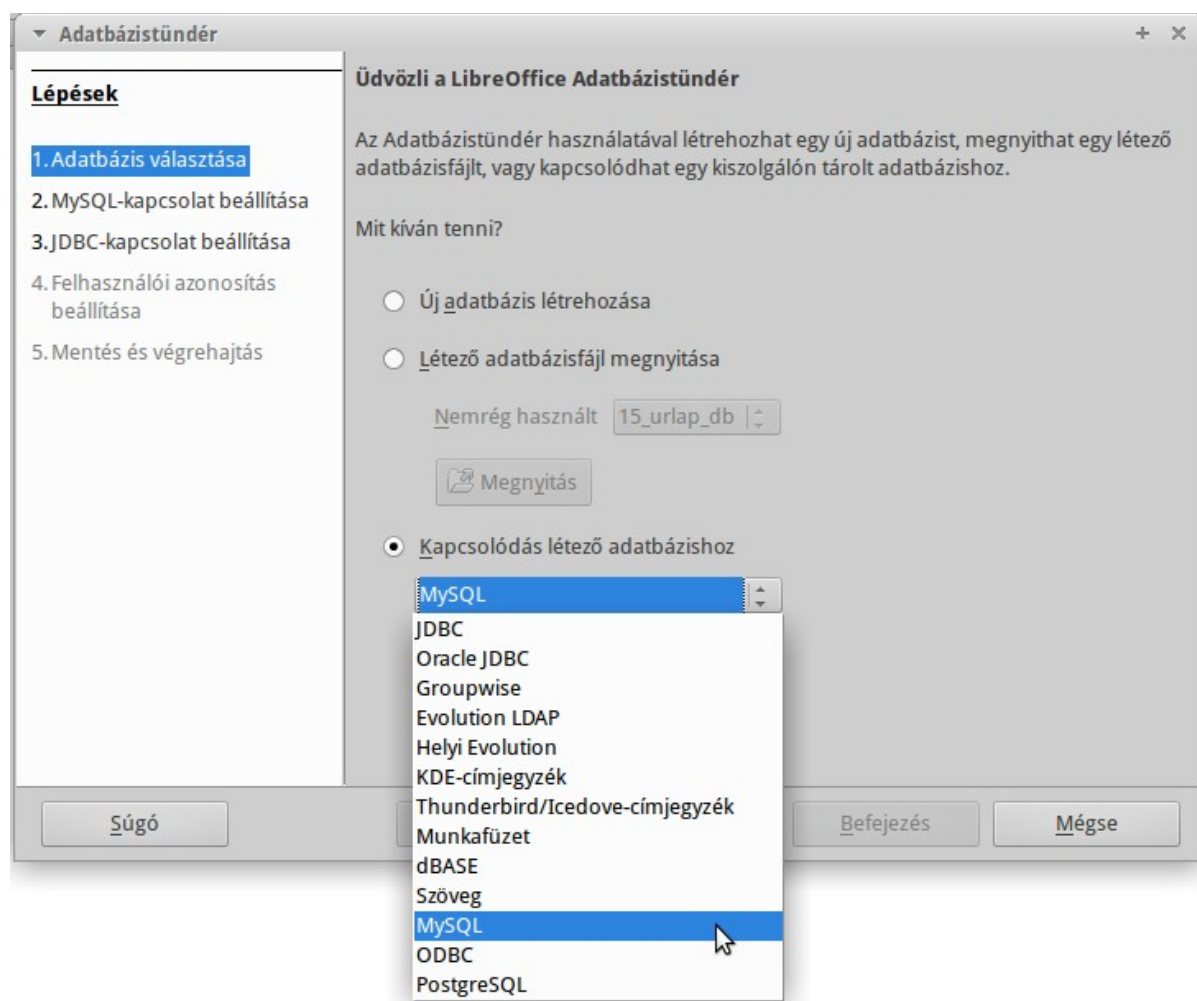 Adatbázistündér
Lépések
1. Adatbázis választása
2. MySQL-kapcsolat beállítása
3. JDBC-kapcsolat beállítása
4. Felhasználói azonosítás
beállítása
5. Mentés és végrehajtás
Üdvözli a LibreOffice Adatbázistündér
Az Adatbázistündér használatával létrehozhat egy új adatbázist, megnyithat egy létező
adatbázisfájlt, vagy kapcsolódhat egy kiszolgálón tárolt adatbázishoz.
Mit kíván tenni?
Új adatbázis létrehozása
Létező adatbázisfájl megnyitása
Nemrég használt 15_urlap_db
Megnyitás
Kapcsolódás létező adatbázishoz
MySQL
JDBC
Oracle JDBC
Groupwise
Evolution LDAP
Helyi Evolution
KDE-címjegyzék
Thunderbird/Icedove-címjegyzék
Munkafüzet
dBASE
Szöveg
MySQL
ODBC
PostgreSQL
Súgó
Befejezés
Mégse